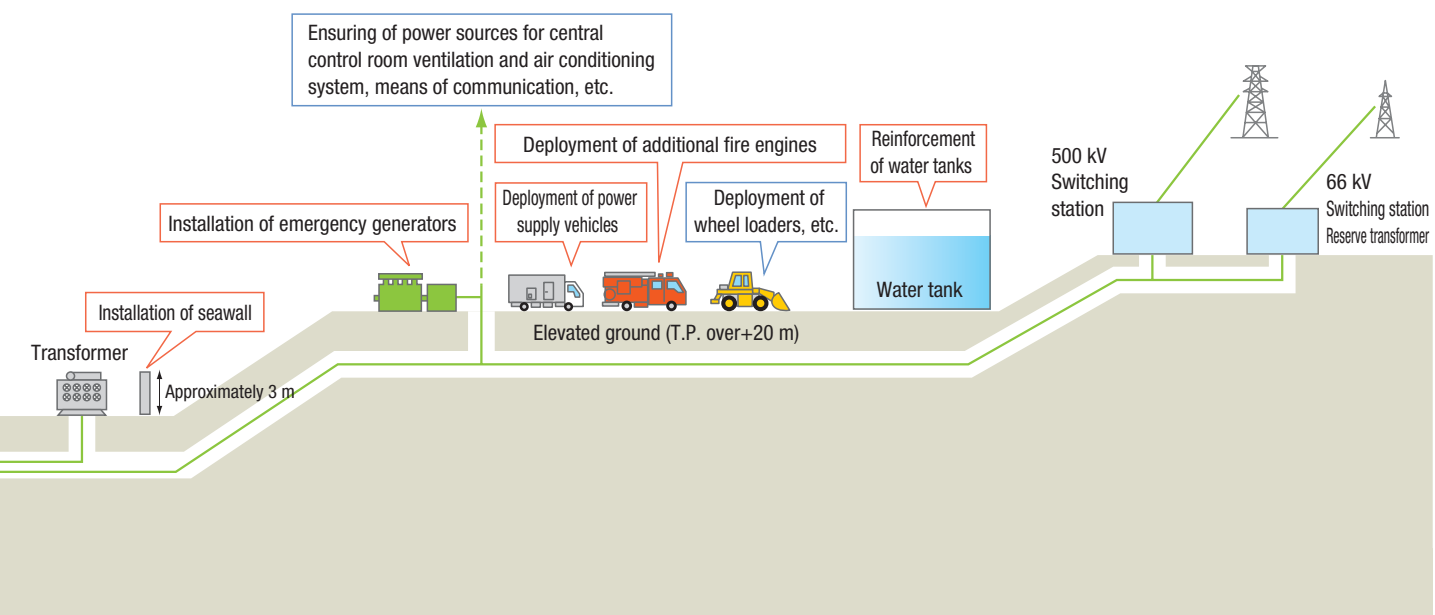 Ensuring of power sources for central
control room ventilation and air conditioning
system, means of communication, etc.
Deployment of additional fire engines
Reinforcement
of water tanks
500 kV
Switching
station
66 kV
Switching station
Reserve transformer
Installation of emergency generators
Deployment of power
supply vehicles
Deployment of
wheel loaders, etc.
Water tank
Installation of seawall
Elevated ground (T.P. over+20 m)
Transformer
Approximately 3 m